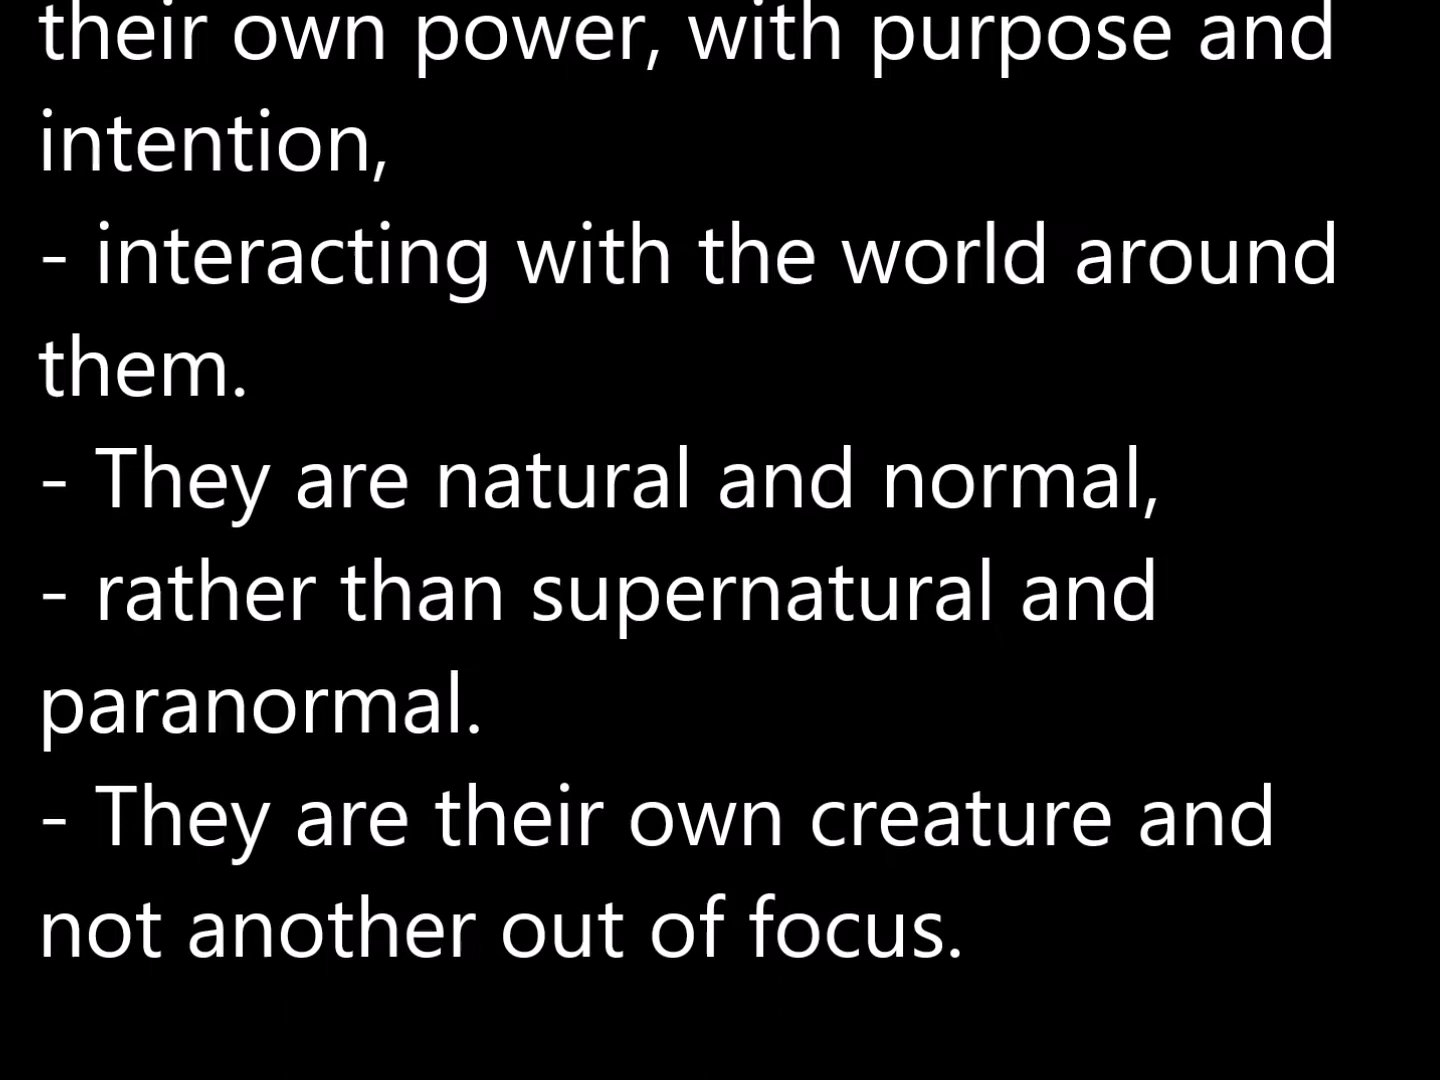 their own power, with purpose and
intention,
- interacting with the world around
them.
- They are natural and normal,
- rather than supernatural and
paranormal.
- They are their own creature and
not another out of focus.